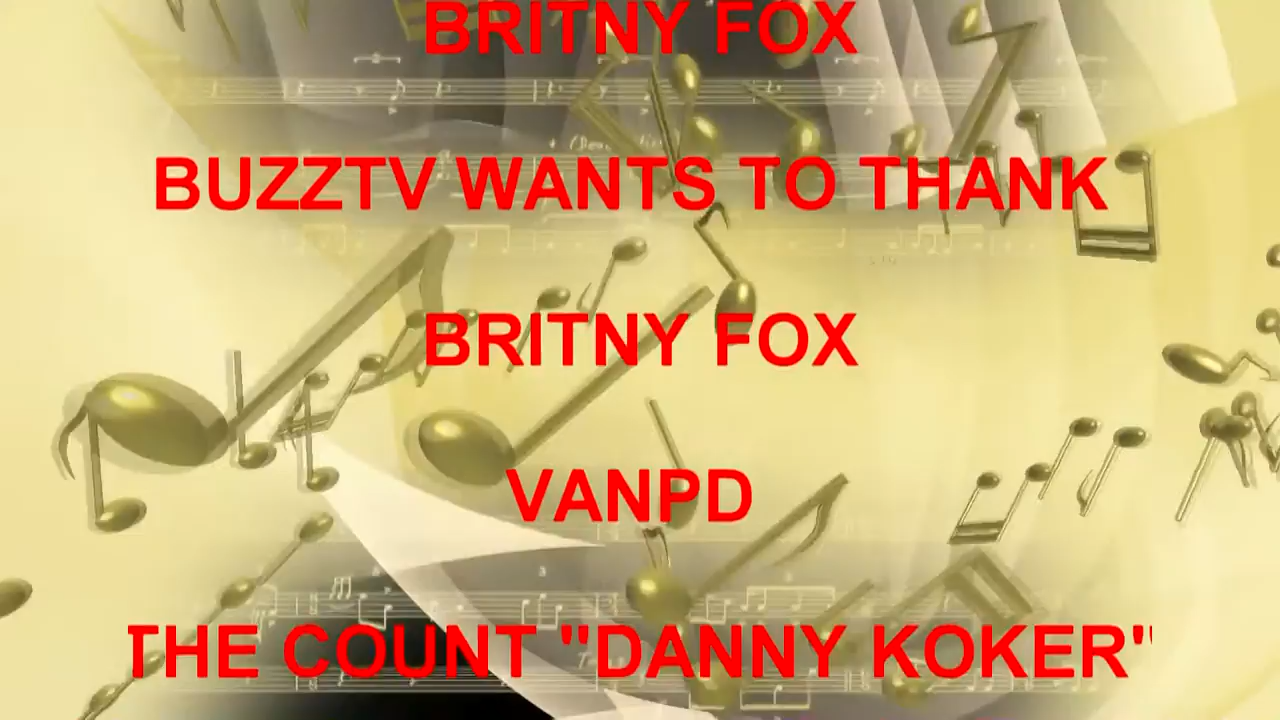 BRITNY FOX
BUZZTV WANTS TO THANK
BRITNY FOX
VANPD
THE COUNT "DANNY KOKER"